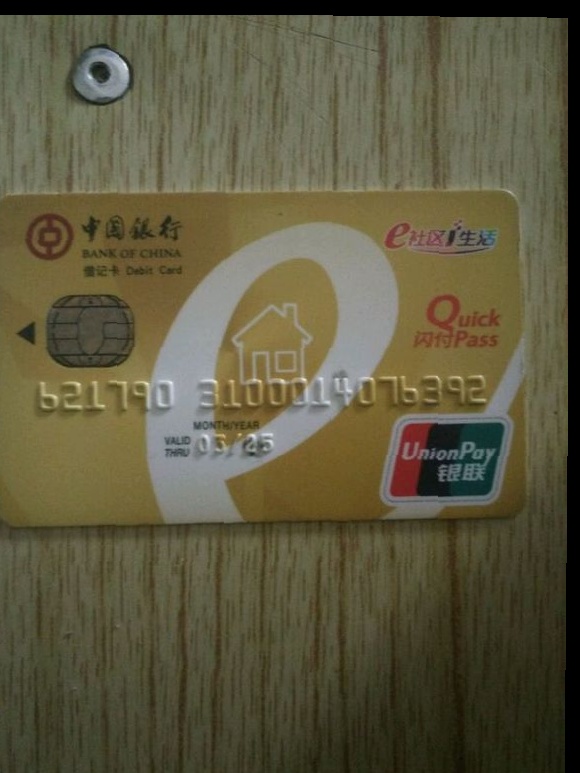 中国银行
BANK OF CHINA
借记卡 Debit Card
e社区i生活
Quick
闪付Pass
621790 3100014076392
MONTH/YEAR
VALID THRU 03/25
UnionPay
银联